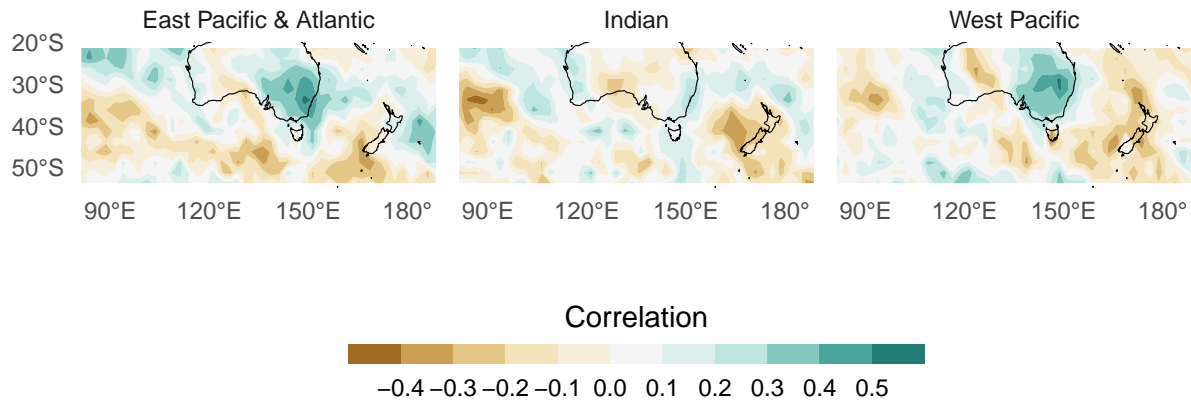 East Pacific & Atlantic Indian West Pacific
20°S
30°S
40°S
50°S
90°E 120°E 150°E 180° 90°E 120°E 150°E 180° 90°E 120°E 150°E 180°
Correlation
−0.4 −0.3 −0.2 −0.1 0.0 0.1 0.2 0.3 0.4 0.5